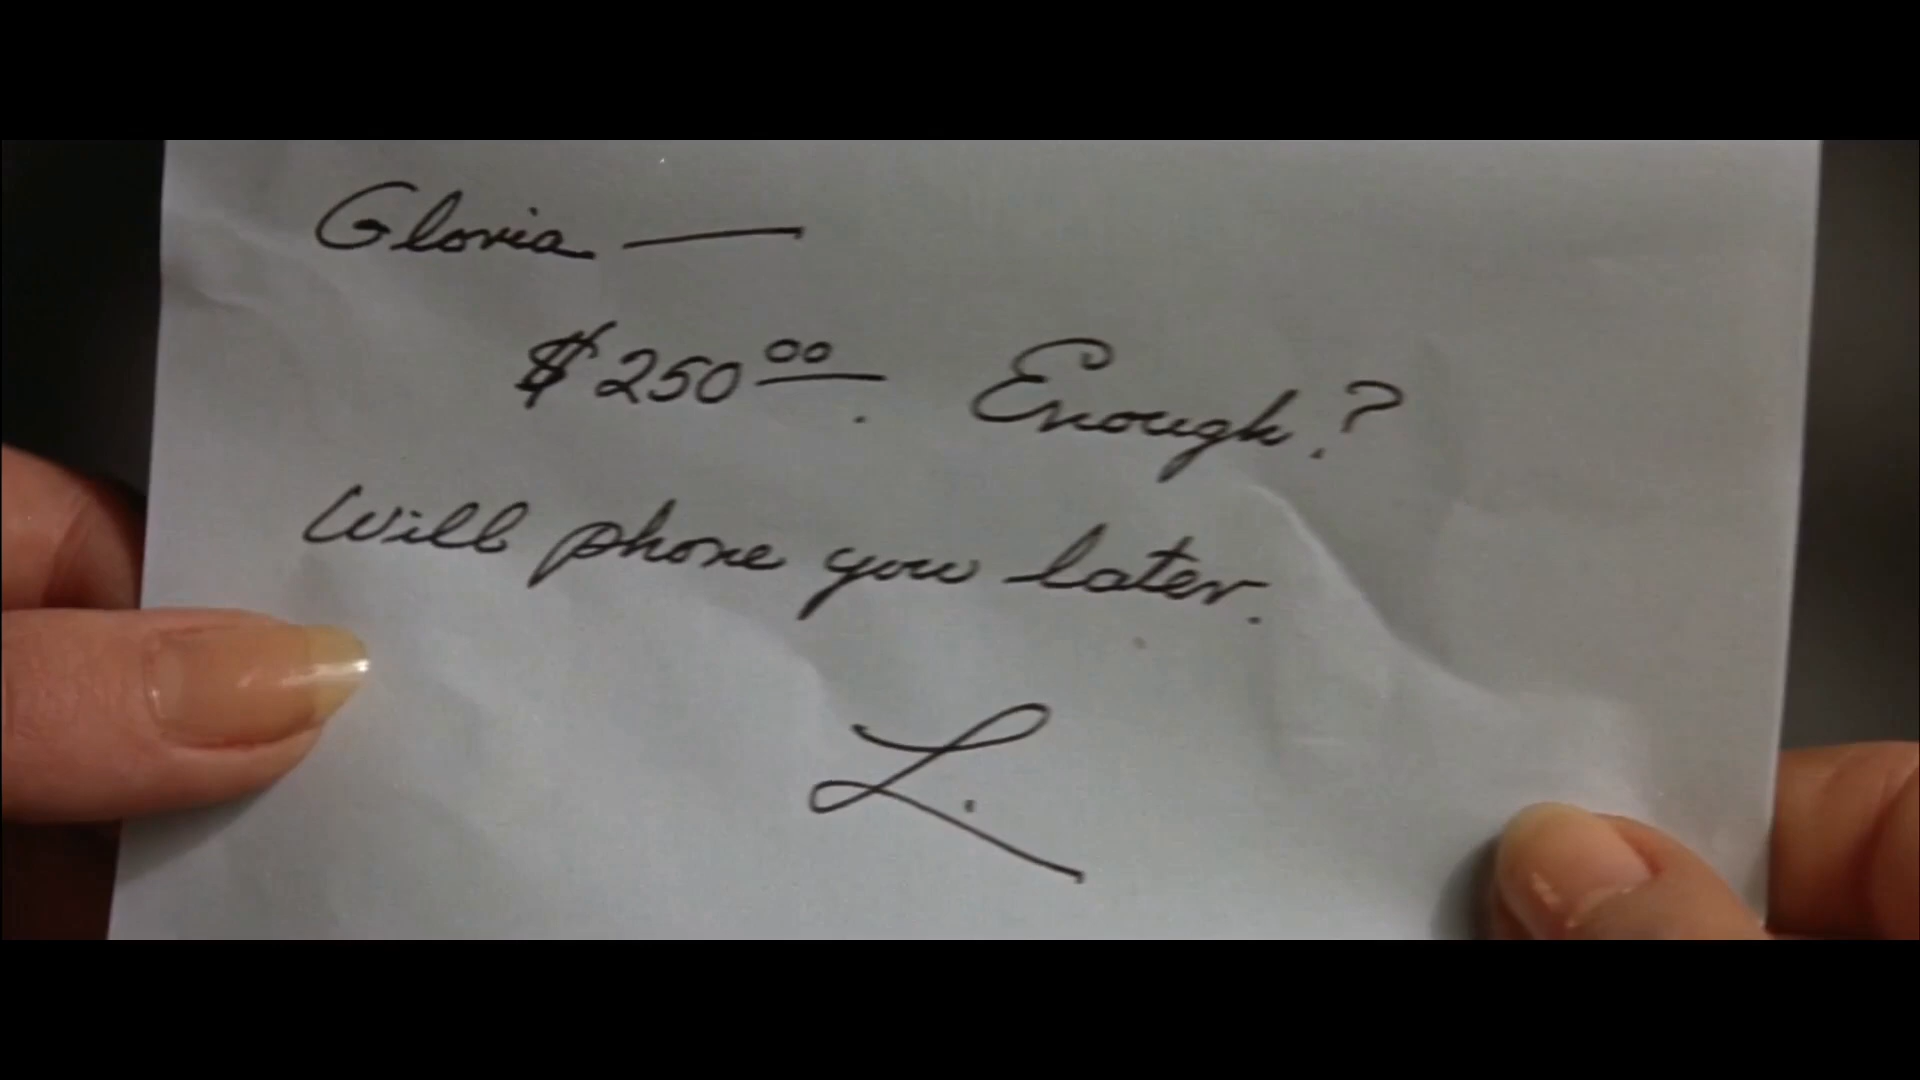 Gloria —
$250.00. Enough?
Will phone you later.
L.